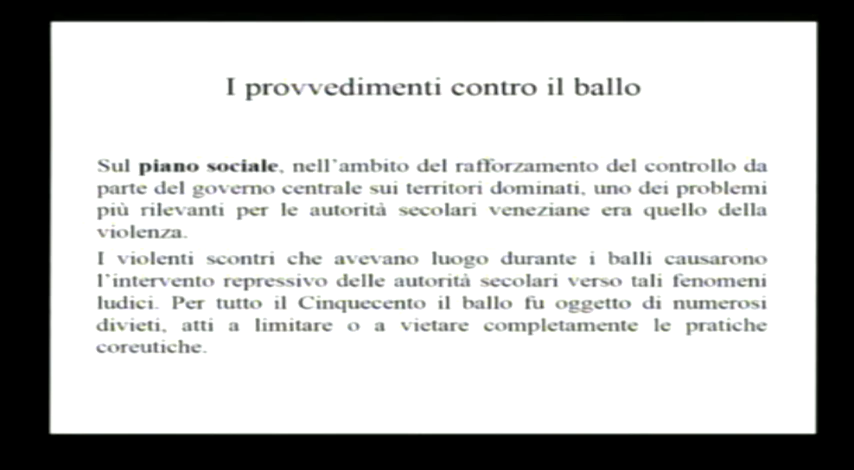 I provvedimenti contro il ballo
Sul piano sociale, nell'ambito del rafforzamento del controllo da
parte del governo centrale sui territori dominati, uno dei problemi
più rilevanti per le autorità secolari veneziane era quello della
violenza.
I violenti scontri che avevano luogo durante i balli causarono
l'intervento repressivo delle autorità secolari verso tali fenomeni
ludici. Per tutto il Cinquecento il ballo fu oggetto di numerosi
divieti, atti a limitare o a vietare completamente le pratiche
coreutiche.